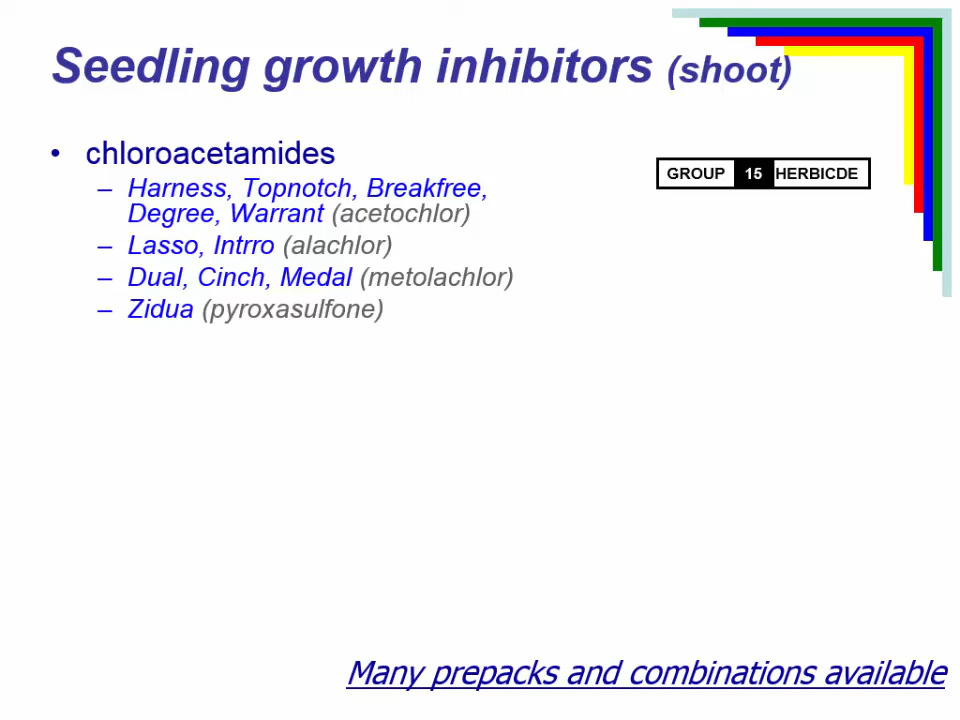 Seedling growth inhibitors (shoot)
• chloroacetamides
– Harness, Topnotch, Breakfree,
Degree, Warrant (acetochlor)
– Lasso, Intrro (alachlor)
– Dual, Cinch, Medal (metolachlor)
– Zidua (pyroxasulfone)
GROUP 15 HERBICDE
Many prepacks and combinations available